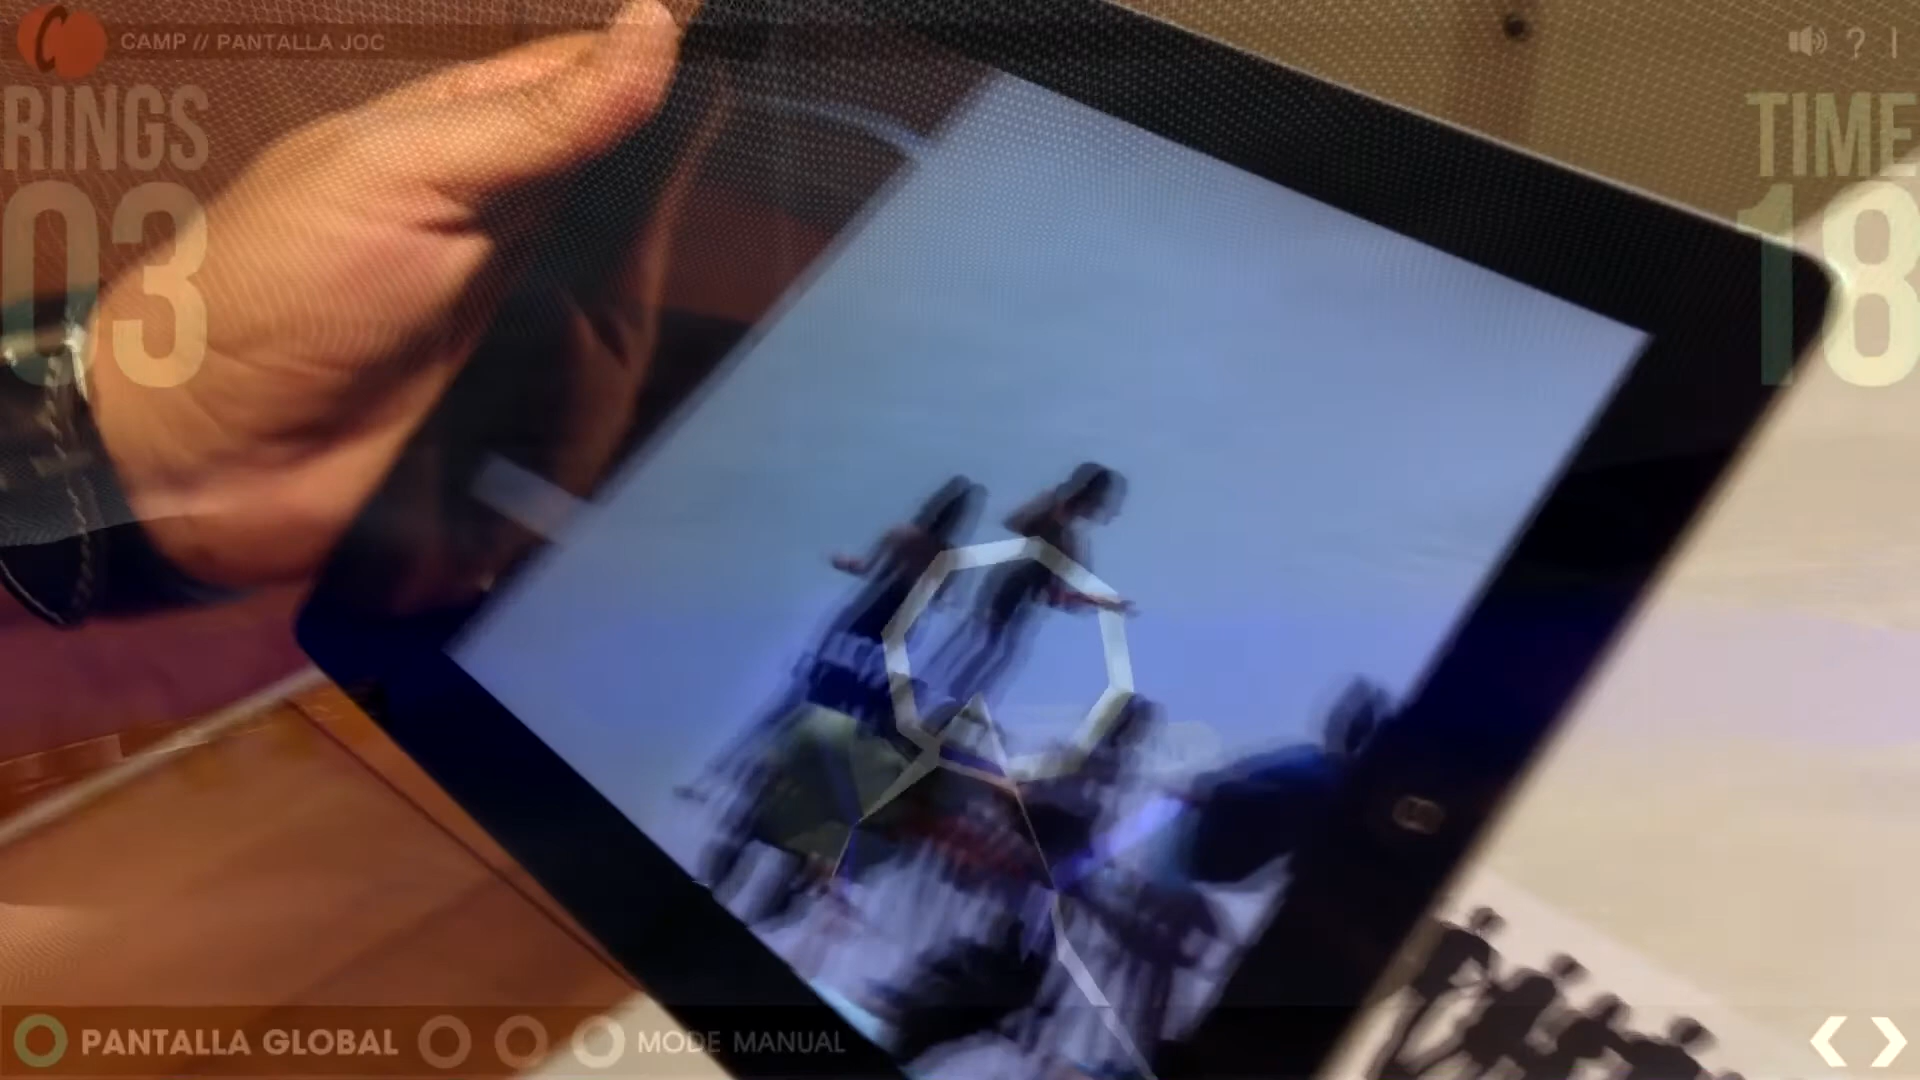 CAMP // PANTALLA JOC
?
RINGS
03
TIME
18
PANTALLA GLOBAL
MODE MANUAL